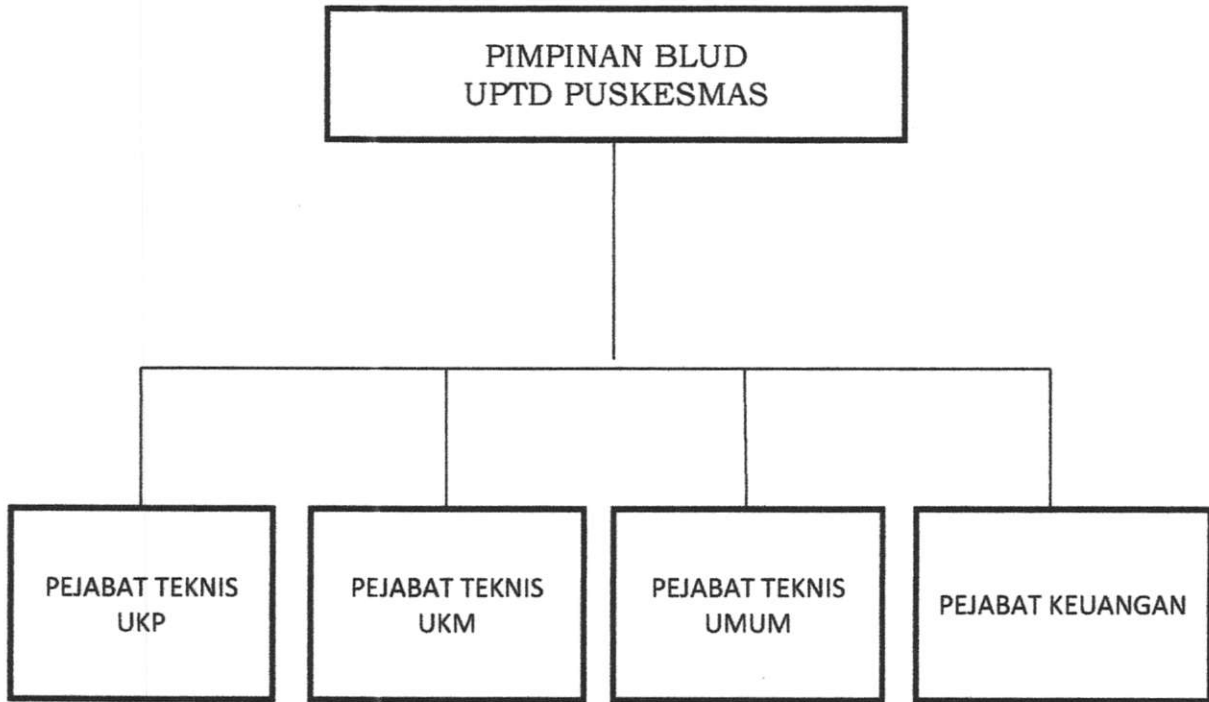 PIMPINAN BLUD
UPTD PUSKESMAS
PEJABAT TEKNIS
UKP
PEJABAT TEKNIS
UKM
PEJABAT TEKNIS
UMUM
PEJABAT KEUANGAN